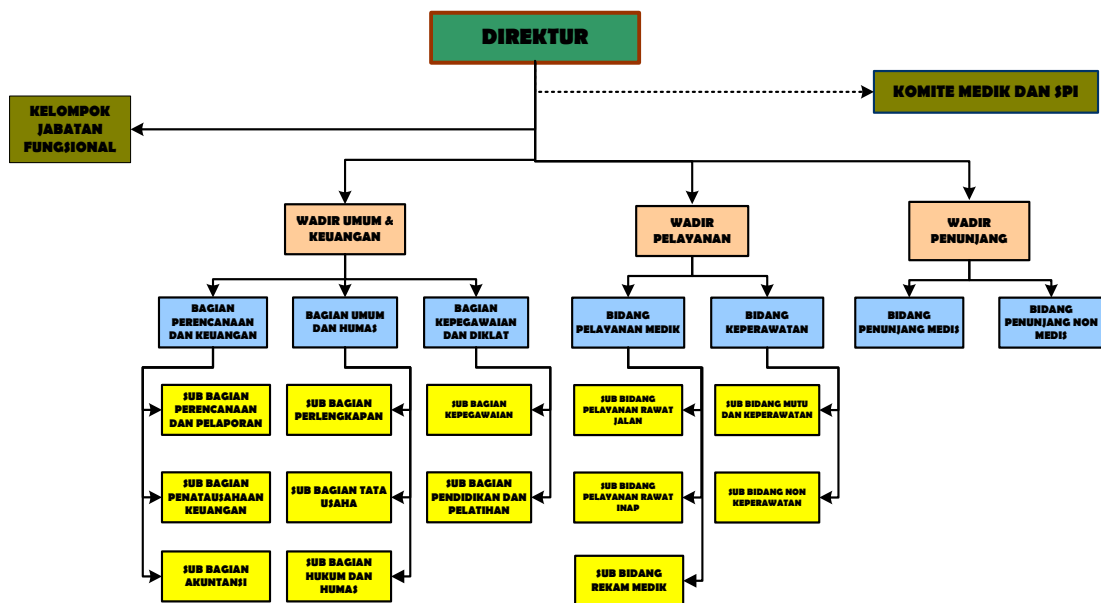 DIREKTUR
KOMITE MEDIK DAN SPI
KELOMPOK
JABATAN
FUNGSIONAL
WADIR UMUM &
KEUANGAN
WADIR
PELAYANAN
WADIR
PENUNJANG
BAGIAN
PERENCANAAN
DAN KEUANGAN
BAGIAN UMUM
DAN HUMAS
BAGIAN
KEPEGAWAIAN
DAN DIKLAT
BIDANG
PELAYANAN MEDIK
BIDANG
KEPERAWATAN
BIDANG
PENUNJANG MEDIS
BIDANG
PENUNJANG NON
MEDIS
SUB BAGIAN
PERENCANAAN
DAN PELAPORAN
SUB BAGIAN
PERLENGKAPAN
SUB BAGIAN
KEPEGAWAIAN
SUB BIDANG
PELAYANAN RAWAT
JALAN
SUB BIDANG MUTU
DAN KEPERAWATAN
SUB BAGIAN
PENATAUSAHAAN
KEUANGAN
SUB BAGIAN TATA
USAHA
SUB BAGIAN
PENDIDIKAN DAN
PELATIHAN
SUB BIDANG
PELAYANAN RAWAT
INAP
SUB BIDANG NON
KEPERAWATAN
SUB BAGIAN
AKUNTANSI
SUB BAGIAN
HUKUM DAN
HUMAS
SUB BIDANG
REKAM MEDIK